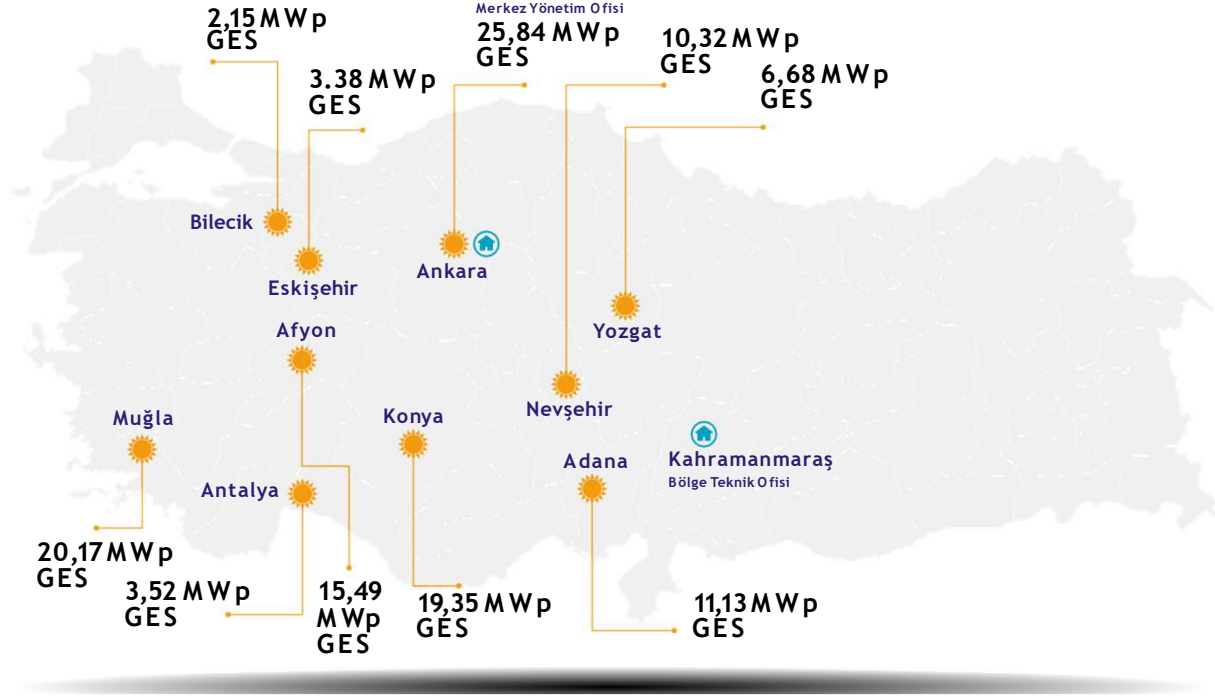 Merkez Yönetim Ofisi
2,15 MWp
GES
25,84 MWp
GES
10,32 MWp
GES
3.38 MWp
GES
6,68 MWp
GES
Bilecik
Eskişehir
Ankara
Afyon
Yozgat
Muğla
Konya
Nevşehir
Antalya
Adana
Kahramanmaraş
Bölge Teknik Ofisi
20,17 MWp
GES
3,52 MWp
GES
15,49
MWp
GES
19,35 MWp
GES
11,13 MWp
GES